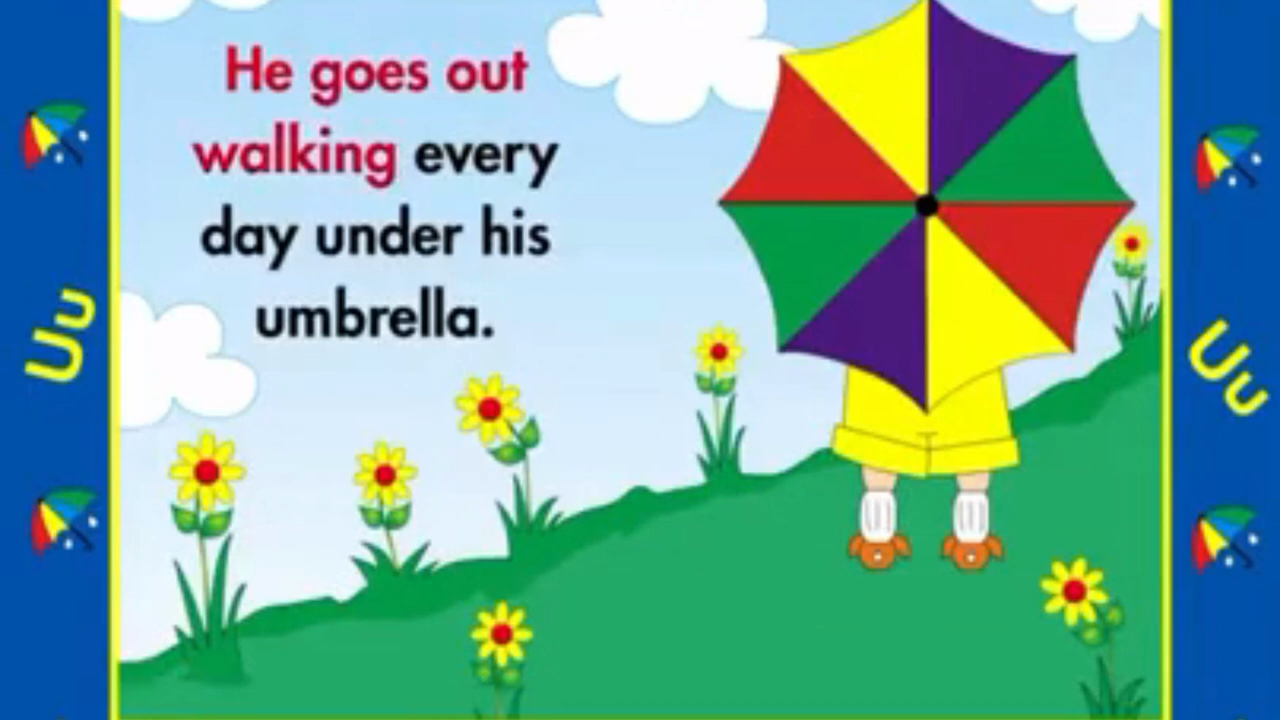 He goes out
walking every
day under his
umbrella.
Uu
Uu